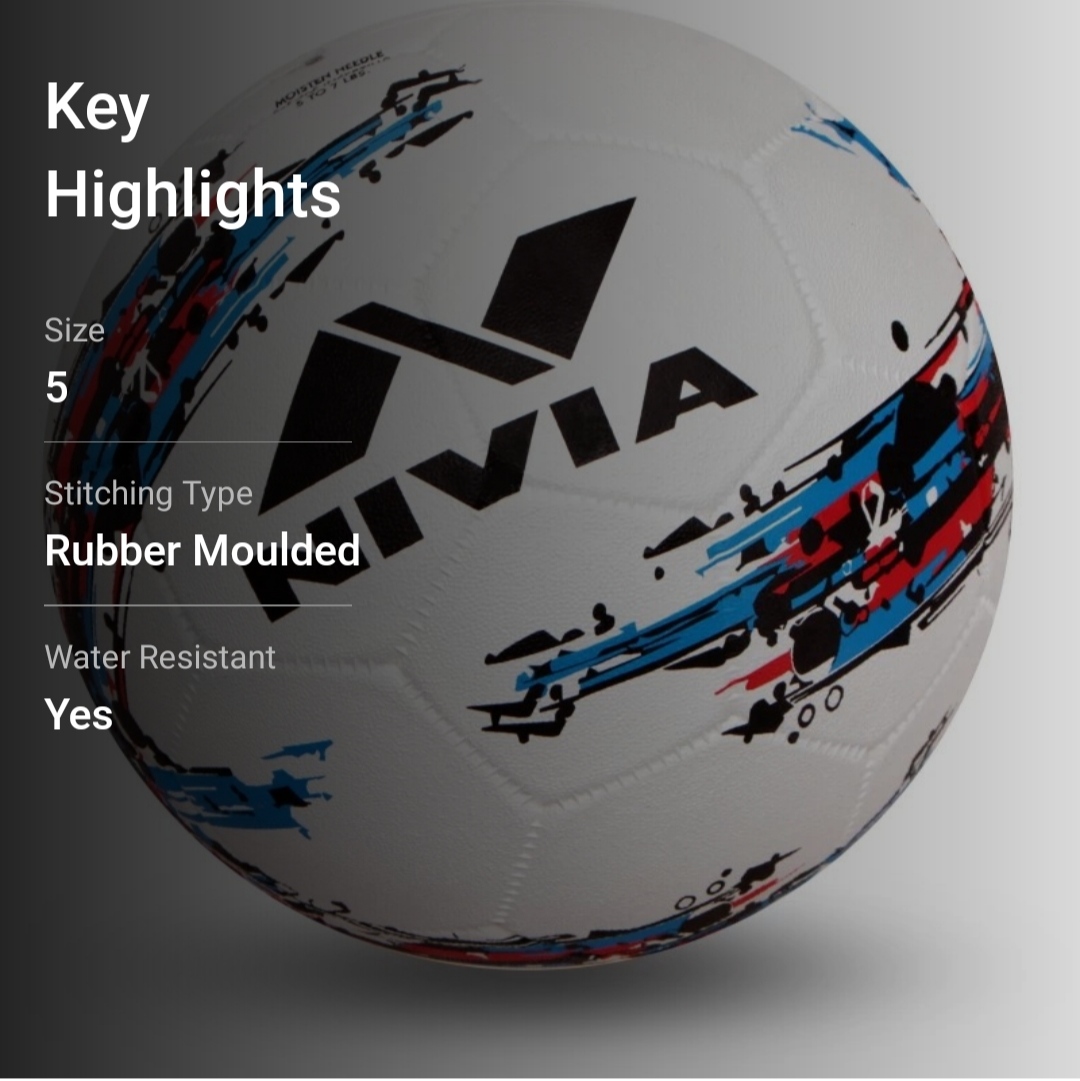 MOISTEN NEEDLE
5 TO 7 LBS.
Key
Highlights
Size
5
Stitching Type
Rubber Moulded
Water Resistant
Yes
NIVIA